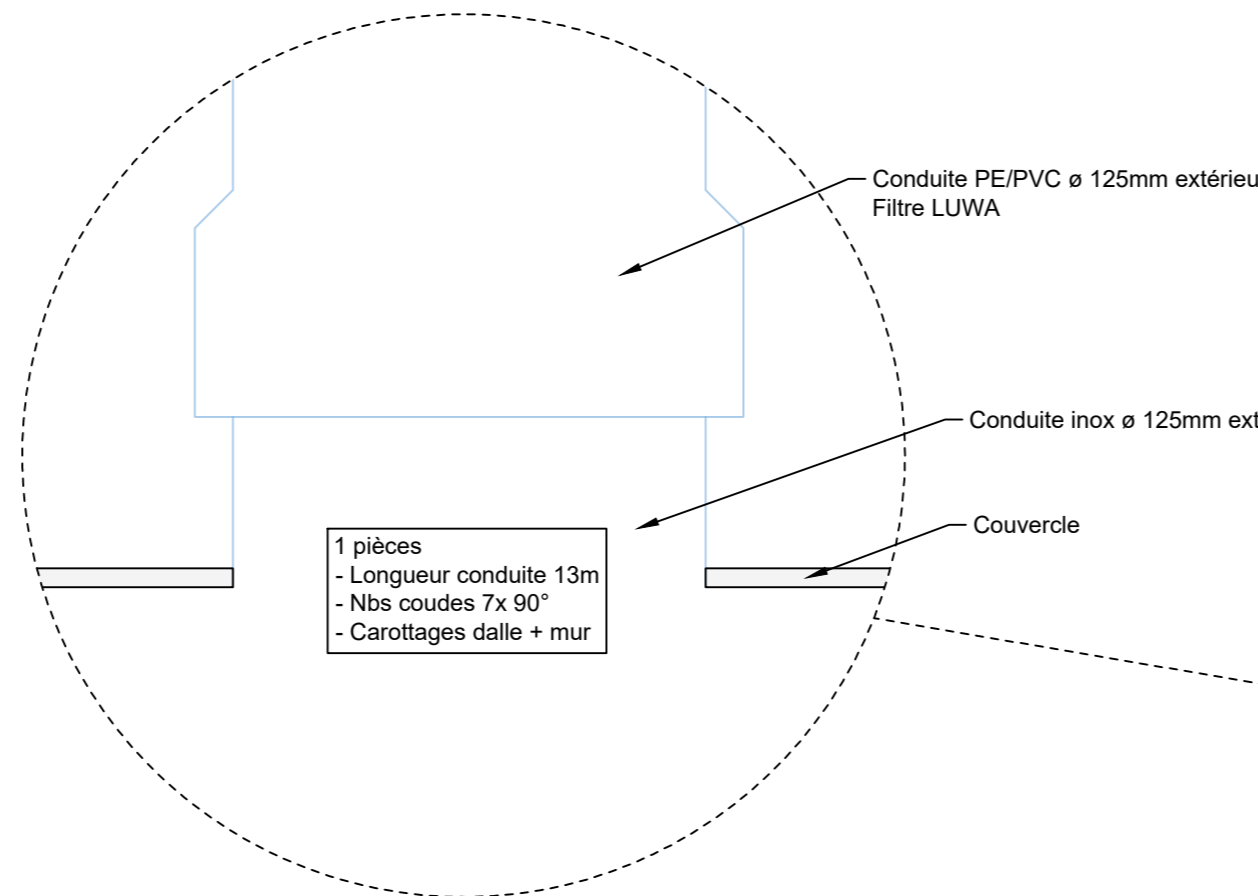 Conduite PE/PVC ø 125mm extérieu
Filtre LUWA
Conduite inox ø 125mm ext
Couvercle
1 pièces
- Longueur conduite 13m
- Nbs coudes 7x 90°
- Carottages dalle + mur